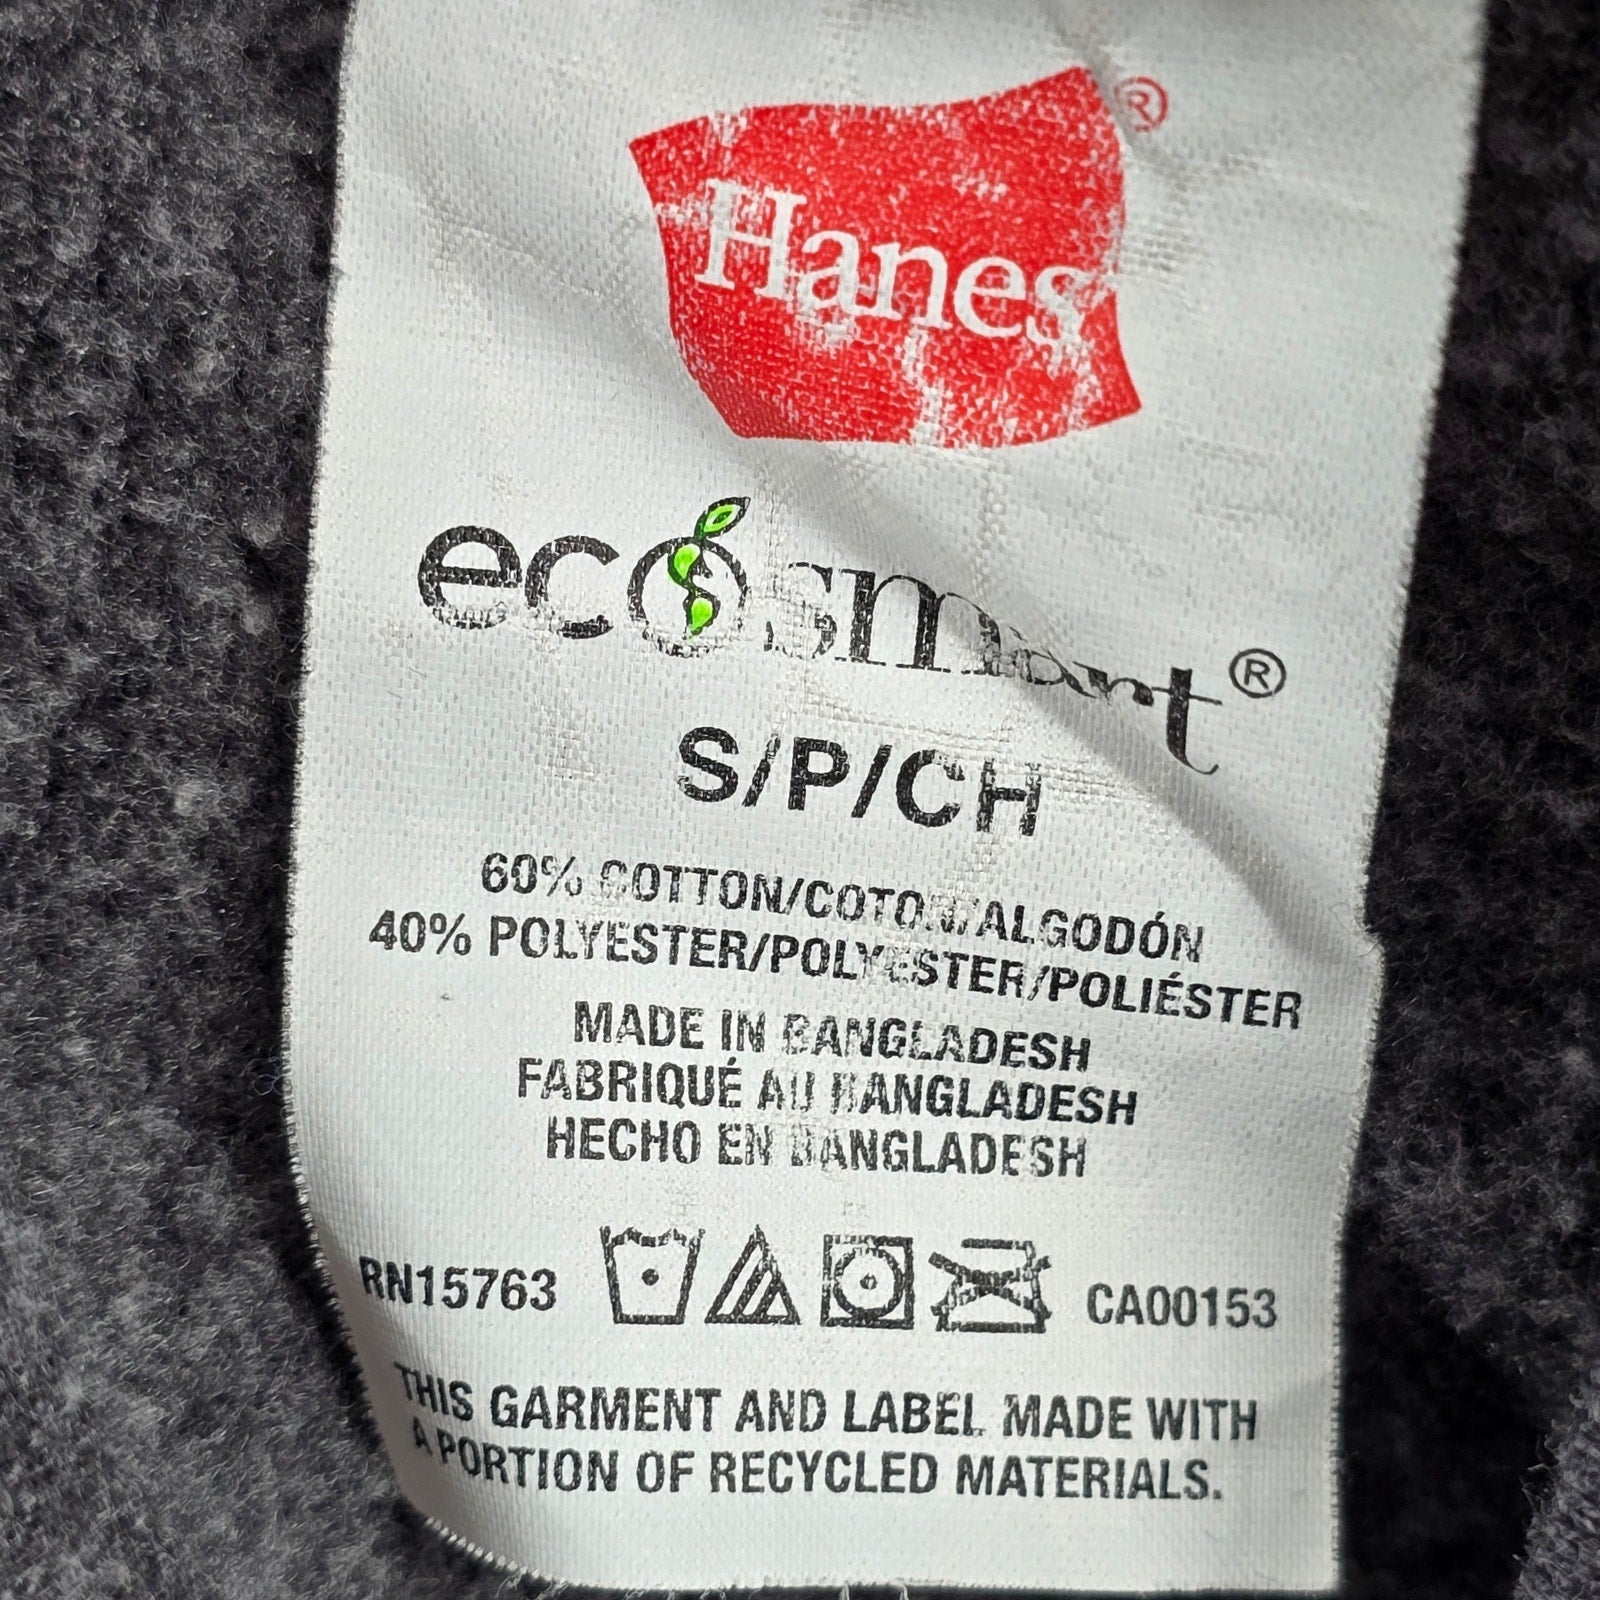 Hanes®
ecosmart®
S/P/CH
60% COTTON/COTON/ALGODÓN
40% POLYESTER/POLYESTER/POLIÉSTER
MADE IN BANGLADESH
FABRIQUÉ AU BANGLADESH
HECHO EN BANGLADESH
RN15763 CA00153
THIS GARMENT AND LABEL MADE WITH
A PORTION OF RECYCLED MATERIALS.